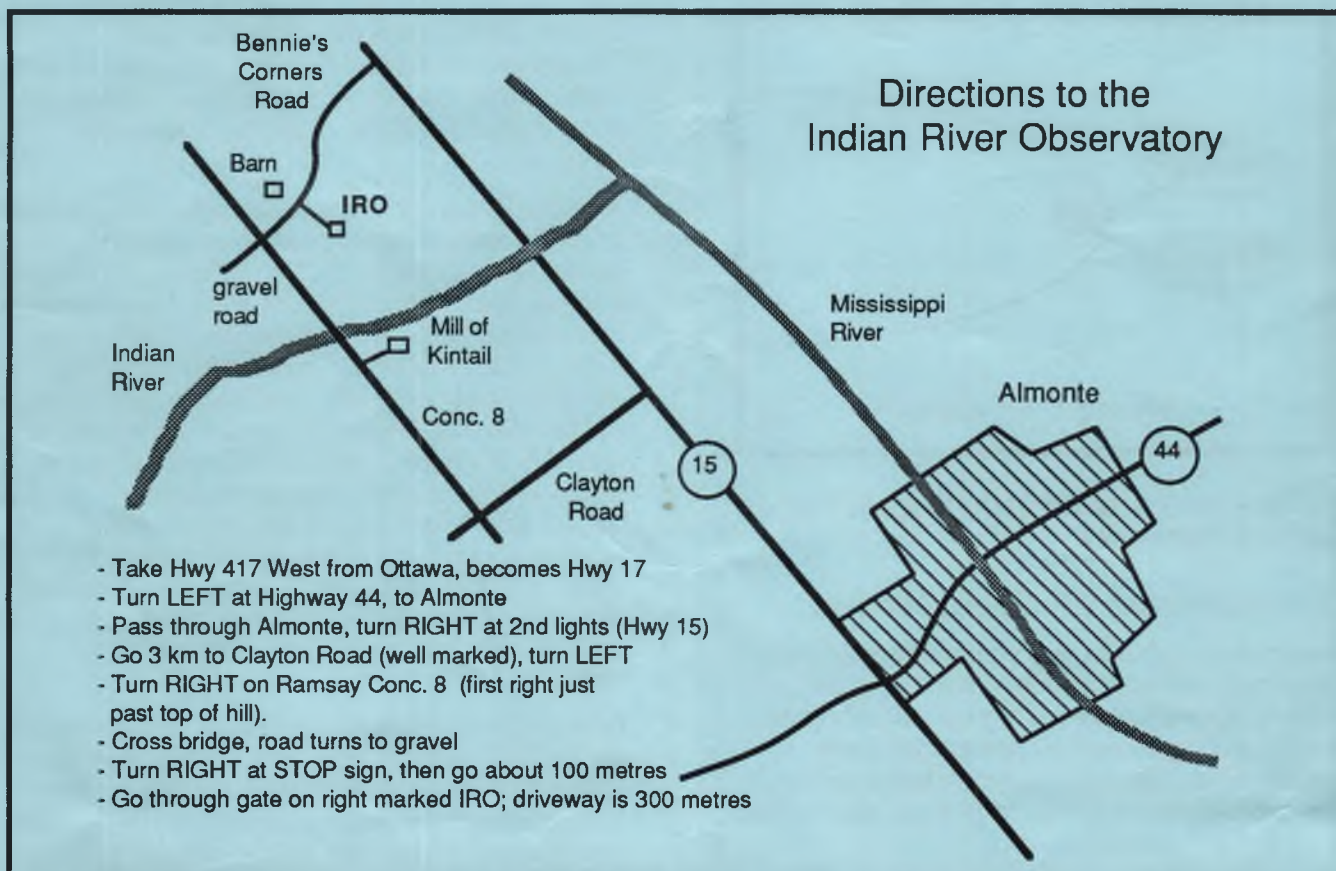 Directions to the
Indian River Observatory
Bennie's
Corners
Road
Barn
IRO
gravel
road
Indian
River
Mill of
Kintail
Conc. 8
Clayton
Road
15
Mississippi
River
Almonte
44
- Take Hwy 417 West from Ottawa, becomes Hwy 17
- Turn LEFT at Highway 44, to Almonte
- Pass through Almonte, turn RIGHT at 2nd lights (Hwy 15)
- Go 3 km to Clayton Road (well marked), turn LEFT
- Turn RIGHT on Ramsay Conc. 8 (first right just
past top of hill).
- Cross bridge, road turns to gravel
- Turn RIGHT at STOP sign, then go about 100 metres
- Go through gate on right marked IRO; driveway is 300 metres